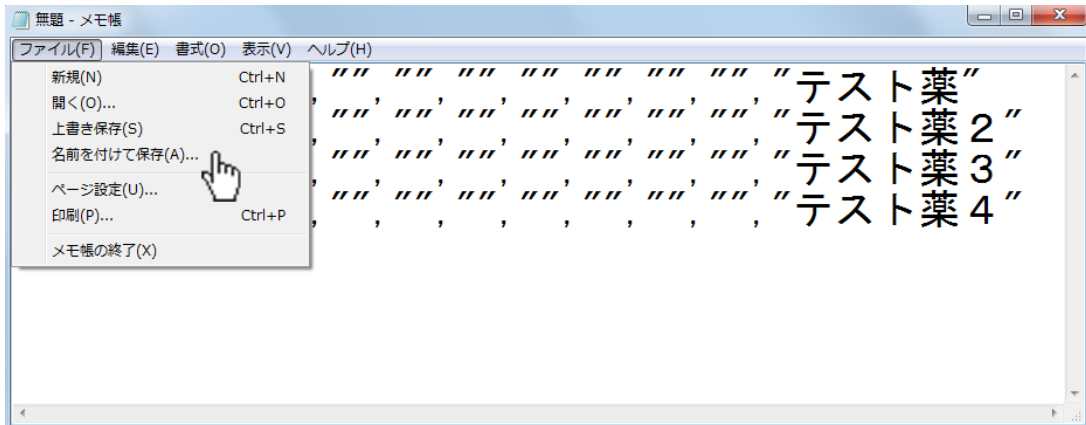 無題 - メモ帳
ファイル(F) 編集(E) 書式(O) 表示(V) ヘルプ(H)
新規(N) Ctrl+N
開く(O)... Ctrl+O
上書き保存(S) Ctrl+S
名前を付けて保存(A)...
ページ設定(U)...
印刷(P)... Ctrl+P
メモ帳の終了(X)
,"","","","","","","","テスト薬"
,"","","","","","","","テスト薬２"
,"","","","","","","","テスト薬３"
,"","","","","","","","テスト薬４"